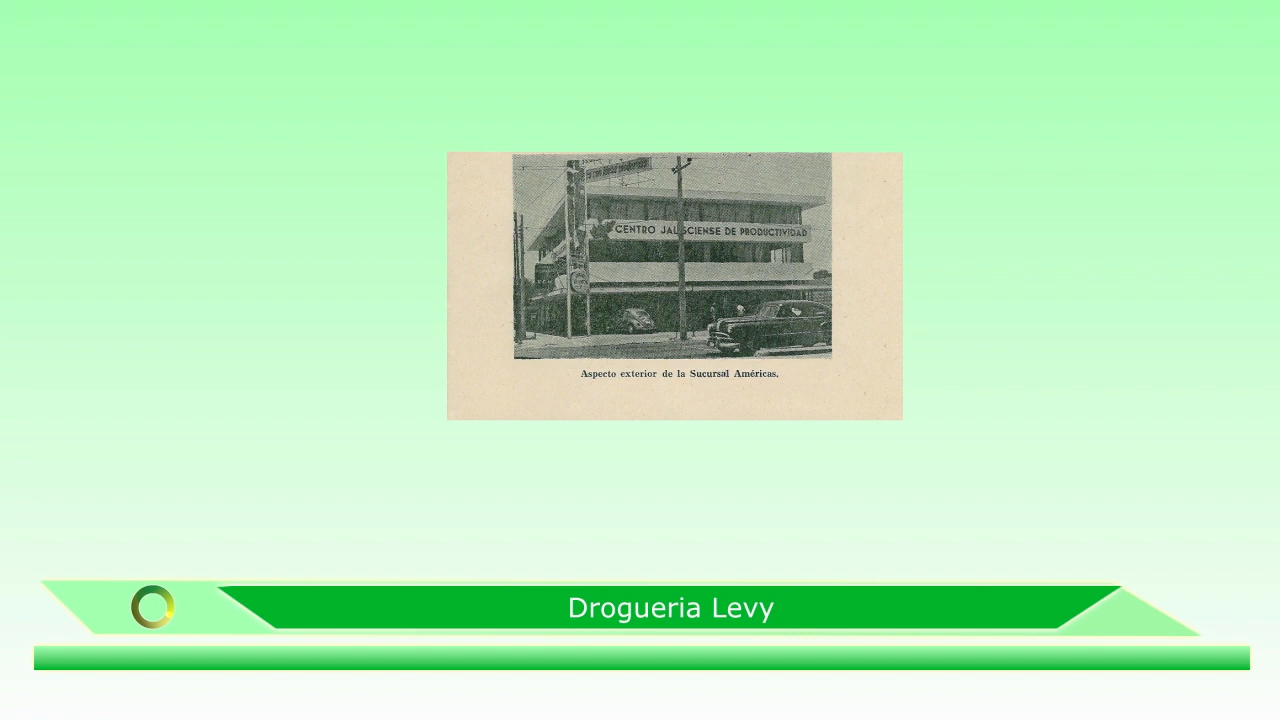 CENTRO JALISCIENSE DE PRODUCTIVIDAD
Aspecto exterior de la Sucursal Américas.
Drogueria Levy